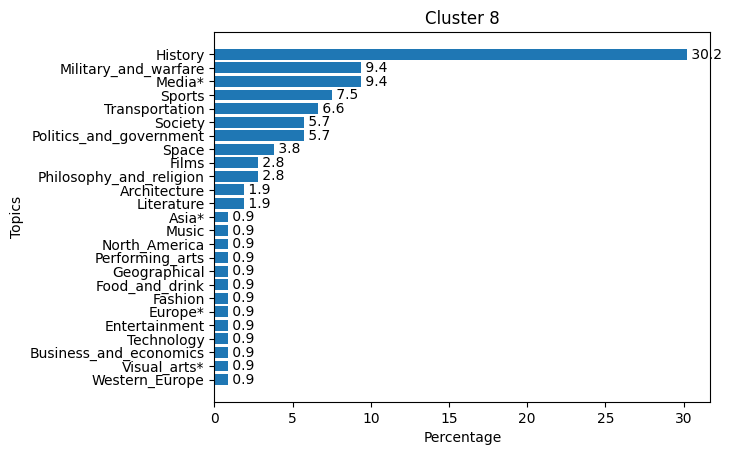 Cluster 8
Topics
History 30.2
Military_and_warfare 9.4
Media* 9.4
Sports 7.5
Transportation 6.6
Society 5.7
Politics_and_government 5.7
Space 3.8
Films 2.8
Philosophy_and_religion 2.8
Architecture 1.9
Literature 1.9
Asia* 0.9
Music 0.9
North_America 0.9
Performing_arts 0.9
Geographical 0.9
Food_and_drink 0.9
Fashion 0.9
Europe* 0.9
Entertainment 0.9
Technology 0.9
Business_and_economics 0.9
Visual_arts* 0.9
Western_Europe 0.9
0 5 10 15 20 25 30
Percentage